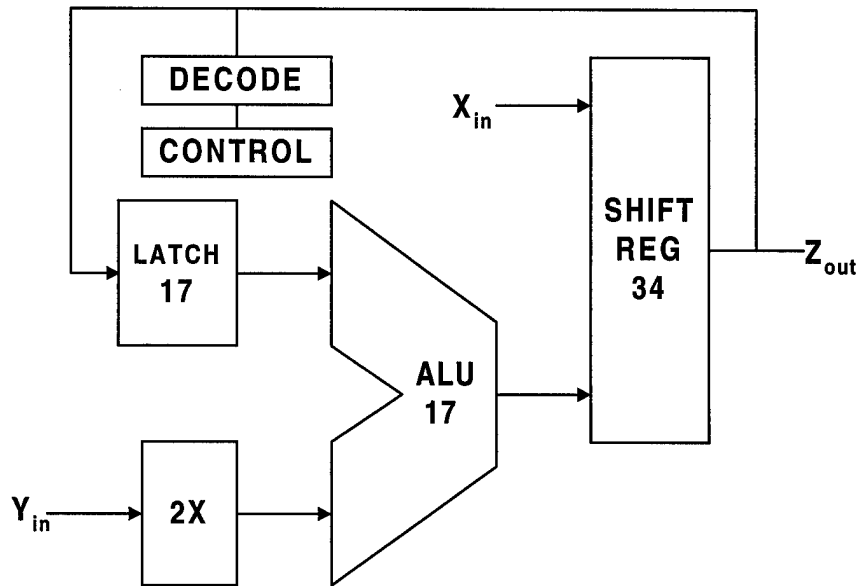 DECODE
CONTROL
X_in
SHIFT
REG
34
Z_out
LATCH
17
ALU
17
Y_in
2X